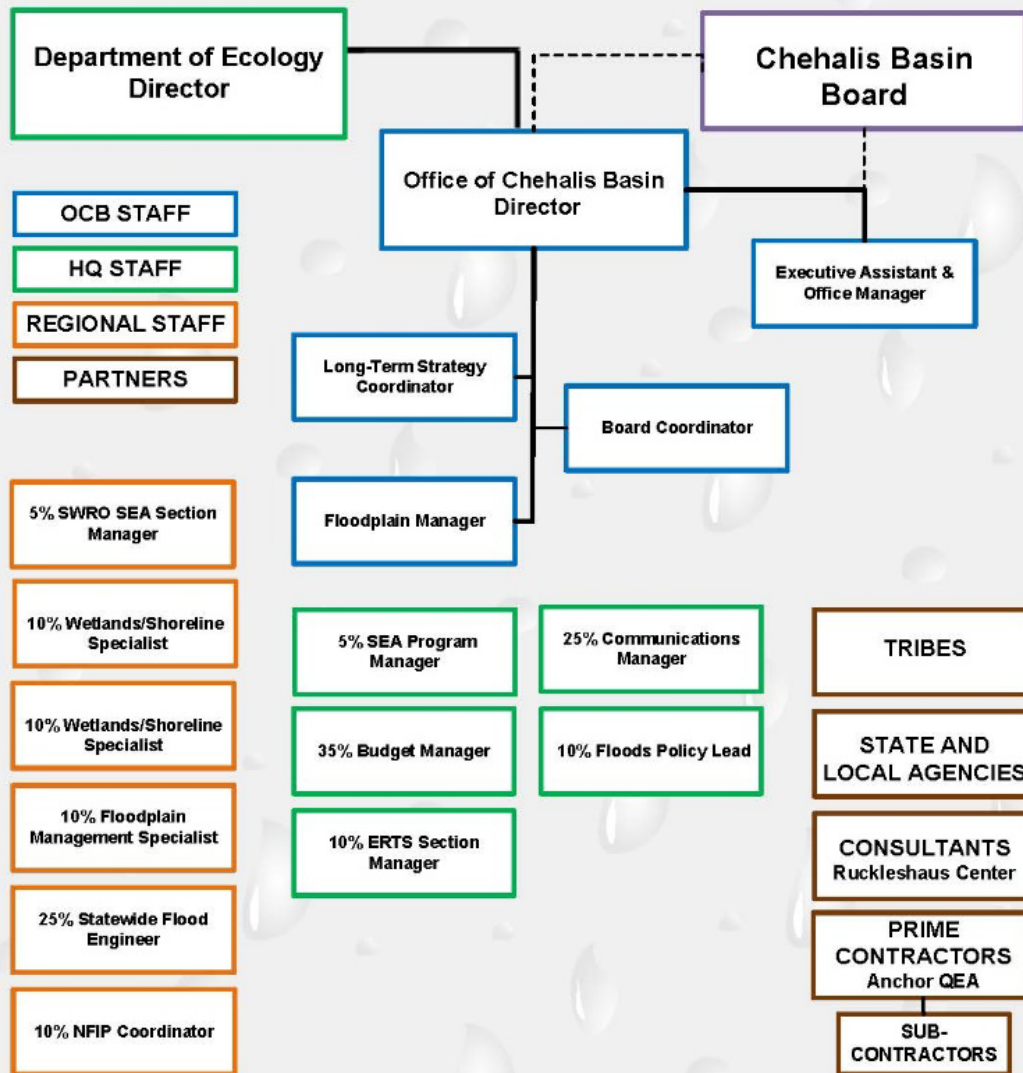 Department of Ecology
Director
Chehalis Basin
Board
Office of Chehalis Basin
Director
Executive Assistant &
Office Manager
OCB STAFF
HQ STAFF
REGIONAL STAFF
PARTNERS
Long-Term Strategy
Coordinator
Board Coordinator
Floodplain Manager
5% SWRO SEA Section
Manager
10% Wetlands/Shoreline
Specialist
10% Wetlands/Shoreline
Specialist
10% Floodplain
Management Specialist
25% Statewide Flood
Engineer
10% NFIP Coordinator
5% SEA Program
Manager
25% Communications
Manager
35% Budget Manager
10% Floods Policy Lead
10% ERTS Section
Manager
TRIBES
STATE AND
LOCAL AGENCIES
CONSULTANTS
Ruckleshaus Center
PRIME
CONTRACTORS
Anchor QEA
SUB-
CONTRACTORS